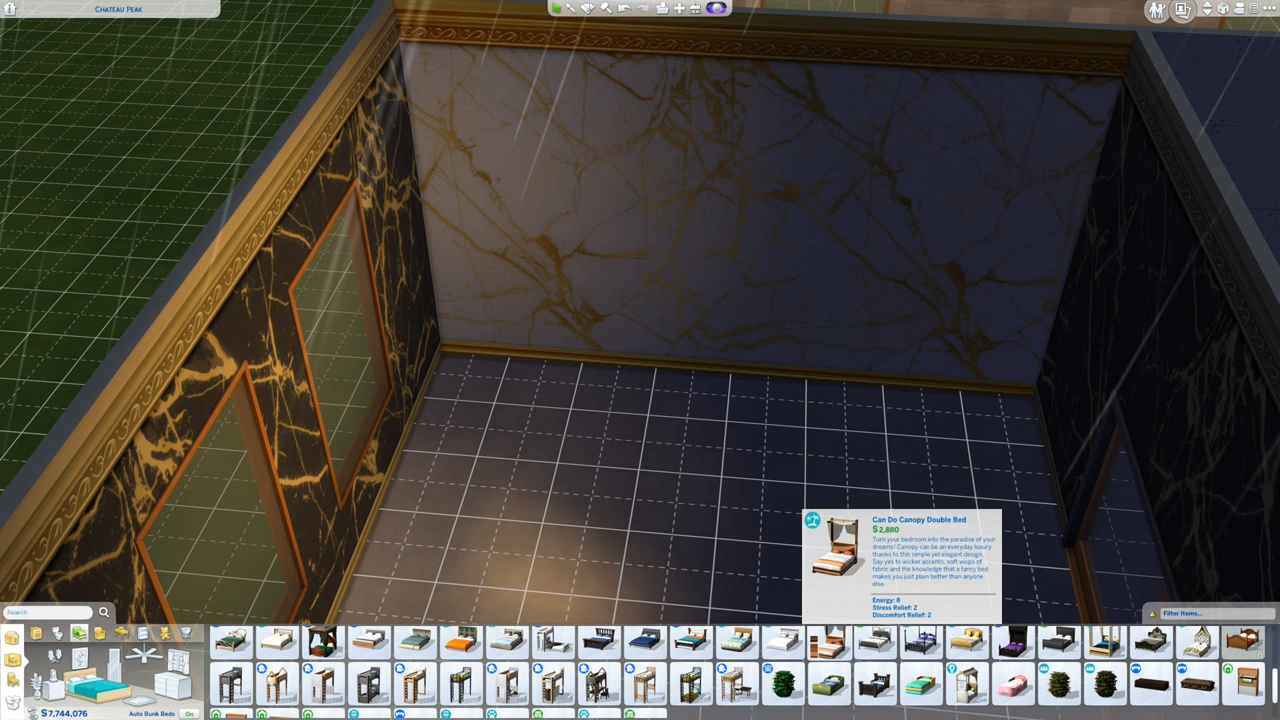 CHATEAU PEAK
Can Do Canopy Double Bed
$2,880
Turn your bedroom into the paradise of your
dreams! Canopy can be an everyday luxury
thanks to this simple yet elegant design.
Say yes to wicker accents, soft wisps of
fabric and the knowledge that a fancy bed
makes you just plain better than anyone
else.
Energy: 8
Stress Relief: 2
Discomfort Relief: 2
Search
Filter Items...
$7,744,076
Auto Bunk Beds
On